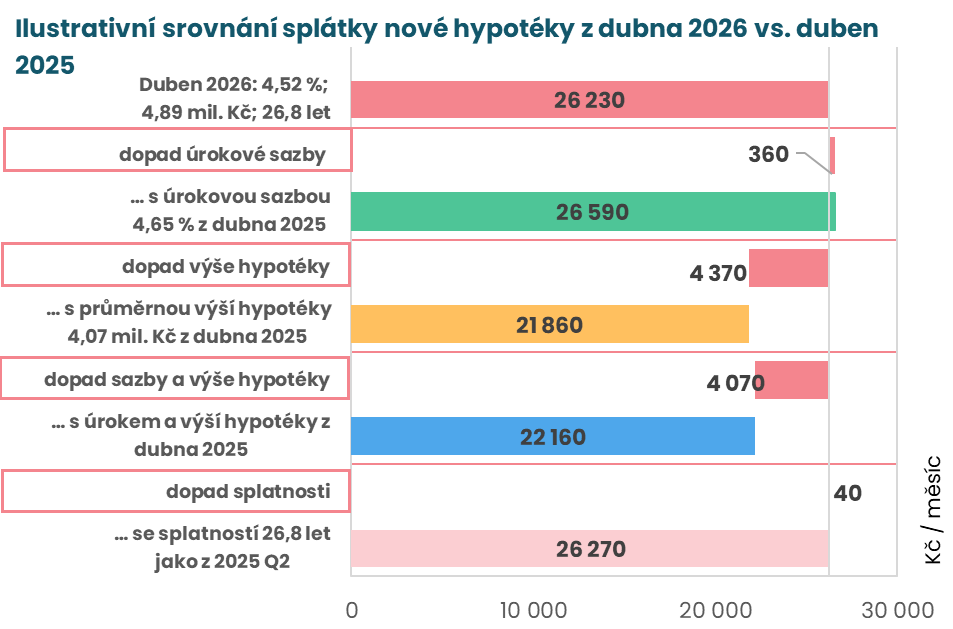 Ilustrativní srovnání splátky nové hypotéky z dubna 2026 vs. duben
2025
Duben 2026: 4,52 %;
4,89 mil. Kč; 26,8 let
26 230
dopad úrokové sazby
360
... s úrokovou sazbou
4,65 % z dubna 2025
26 590
dopad výše hypotéky
4 370
... s průměrnou výší hypotéky
4,07 mil. Kč z dubna 2025
21 860
dopad sazby a výše hypotéky
4 070
... s úrokem a výší hypotéky z
dubna 2025
22 160
dopad splatnosti
40
... se splatností 26,8 let
jako z 2025 Q2
26 270
Kč / měsíc
0
10 000
20 000
30 000